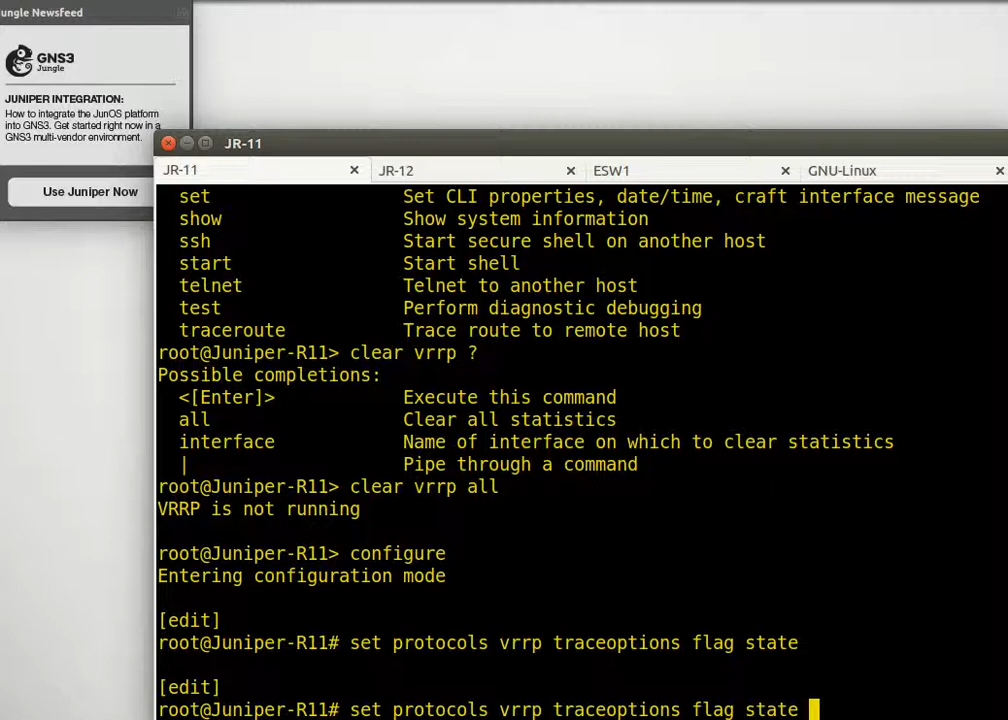 ungle Newsfeed
GNS3
Jungle
JUNIPER INTEGRATION:
How to integrate the JunOS platform
into GNS3. Get started right now in a
GNS3 multi-vendor environment.
Use Juniper Now
JR-11
JR-11 JR-12 ESW1 GNU-Linux
set Set CLI properties, date/time, craft interface message
show Show system information
ssh Start secure shell on another host
start Start shell
telnet Telnet to another host
test Perform diagnostic debugging
traceroute Trace route to remote host
root@Juniper-R11> clear vrrp ?
Possible completions:
<[Enter]> Execute this command
all Clear all statistics
interface Name of interface on which to clear statistics
| Pipe through a command
root@Juniper-R11> clear vrrp all
VRRP is not running
root@Juniper-R11> configure
Entering configuration mode
[edit]
root@Juniper-R11# set protocols vrrp traceoptions flag state
[edit]
root@Juniper-R11# set protocols vrrp traceoptions flag state